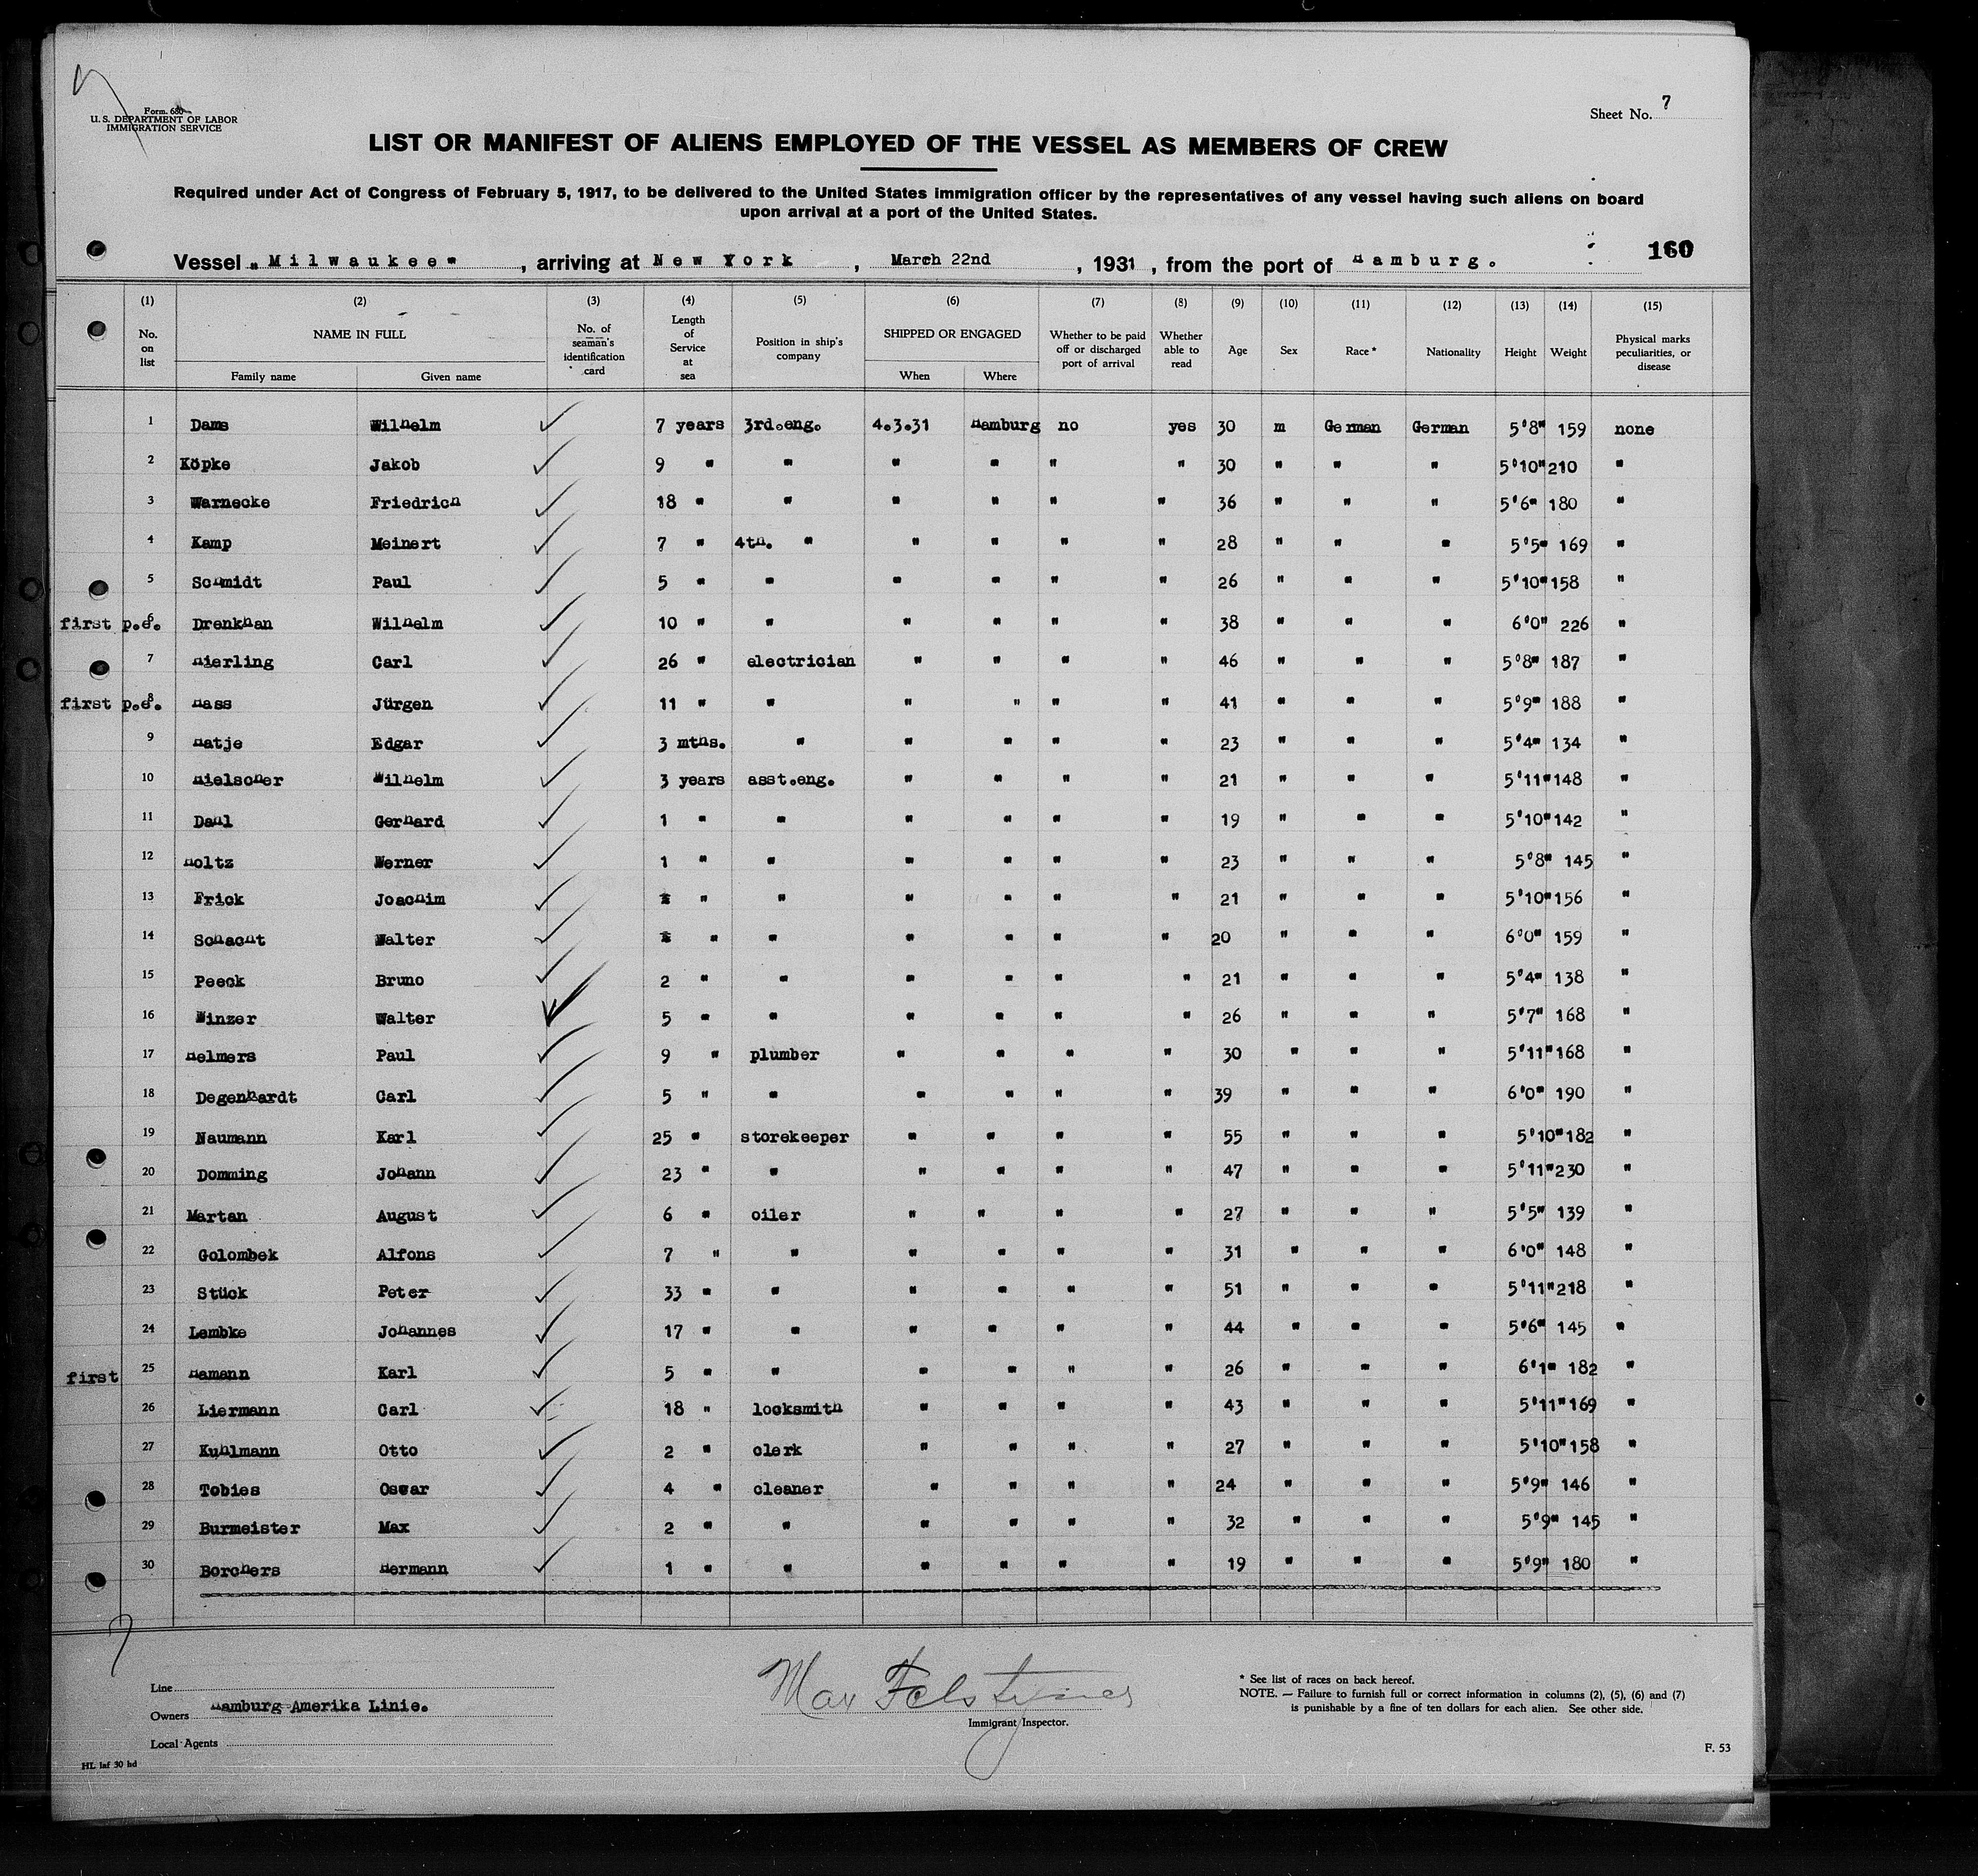 Form 680
U. S. DEPARTMENT OF LABOR
IMMIGRATION SERVICE
Sheet No. 7
LIST OR MANIFEST OF ALIENS EMPLOYED OF THE VESSEL AS MEMBERS OF CREW
Required under Act of Congress of February 5, 1917, to be delivered to the United States immigration officer by the representatives of any vessel having such aliens on board
upon arrival at a port of the United States.
Vessel "Milwaukee", arriving at New York, March 22nd, 1931, from the port of Hamburg. 160
(1) (2) (3) (4) (5) (6) (7) (8) (9) (10) (11) (12) (13) (14) (15)
No. on list NAME IN FULL Family name Given name No. of seaman's identification card Length of Service at sea Position in ship's company SHIPPED OR ENGAGED When Where Whether to be paid off or discharged port of arrival Whether able to read Age Sex Race* Nationality Height Weight Physical marks peculiarities, or disease
1 Dams Wilhelm 7 years 3rd.eng. 4.3.31 Hamburg no yes 30 m German German 5'8" 159 none
2 Köpke Jakob 9 " " " " " " 30 " " " 5'10" 210 "
3 Warnecke Friedrich 18 " " " " " " 36 " " " 5'6" 180 "
4 Kamp Meinert 7 " 4th. " " " " " 28 " " " 5'5" 169 "
5 Schmidt Paul 5 " " " " " " 26 " " " 5'10" 158 "
first p.e. 6 Drenkhan Wilhelm 10 " " " " " " 38 " " " 6'0" 226 "
7 Hierling Carl 26 " electrician " " " " 46 " " " 5'8" 187 "
first p.e. 8 Hass Jürgen 11 " " " " " " 41 " " " 5'9" 188 "
9 Hatje Edgar 3 mths. " " " " " 23 " " " 5'4" 134 "
10 Hielscher Wilhelm 3 years asst.eng. " " " " 21 " " " 5'11" 148 "
11 Dahl Gerhard 1 " " " " " " 19 " " " 5'10" 142 "
12 Holtz Werner 1 " " " " " " 23 " " " 5'8" 145 "
13 Frick Joachim " " " " " " 21 " " " 5'10" 156 "
14 Schacht Walter " " " " " " 20 " " " 6'0" 159 "
15 Peeck Bruno 2 " " " " " " 21 " " " 5'4" 138 "
16 Winzer Walter 5 " " " " " " 26 " " " 5'7" 168 "
17 Helmers Paul 9 " plumber " " " " 30 " " " 5'11" 168 "
18 Degenhardt Carl 5 " " " " " " 39 " " " 6'0" 190 "
19 Naumann Karl 25 " storekeeper " " " " 55 " " " 5'10" 182 "
20 Domming Johann 23 " " " " " " 47 " " " 5'11" 230 "
21 Martan August 6 " oiler " " " " 27 " " " 5'5" 139 "
22 Golombek Alfons 7 " " " " " " 31 " " " 6'0" 148 "
23 Stück Peter 33 " " " " " " 51 " " " 5'11" 218 "
24 Lembke Johannes 17 " " " " " " 44 " " " 5'6" 145 "
first 25 Hamann Karl 5 " " " " " " 26 " " " 6'1" 182 "
26 Liermann Carl 18 " locksmith " " " " 43 " " " 5'11" 169 "
27 Kuhlmann Otto 2 " clerk " " " " 27 " " " 5'10" 158 "
28 Tobies Oswar 4 " cleaner " " " " 24 " " " 5'9" 146 "
29 Burmeister Max 2 " " " " " " 32 " " " 5'9" 145 "
30 Borchers Hermann 1 " " " " " " 19 " " " 5'9" 180 "
Line
Owners Hamburg-Amerika Linie.
Local Agents
HL laf 30 hd
Max
Immigrant Inspector.
* See list of races on back hereof.
NOTE. — Failure to furnish full or correct information in columns (2), (5), (6) and (7)
is punishable by a fine of ten dollars for each alien. See other side.
F. 53